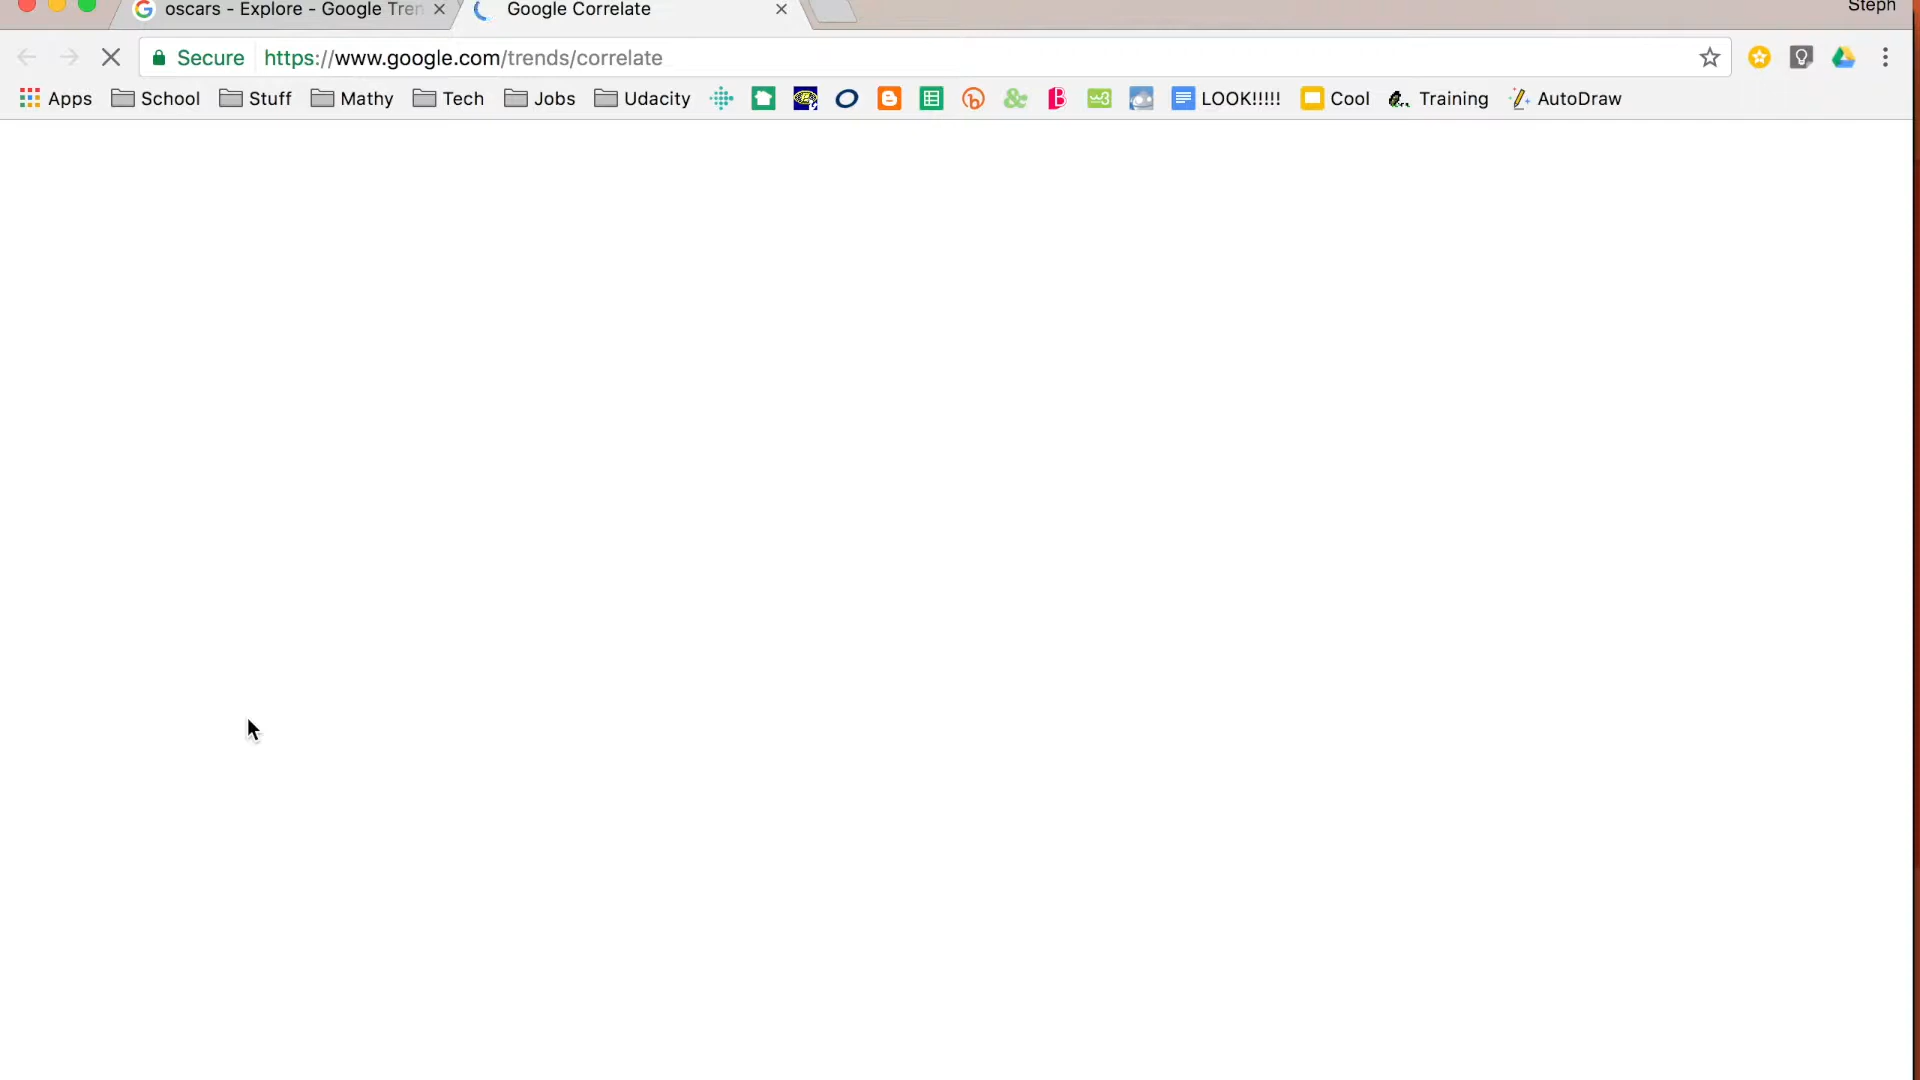 oscars - Explore - Google Tren
Google Correlate
Steph
Secure https://www.google.com/trends/correlate
Apps School Stuff Mathy Tech Jobs Udacity LOOK!!!!! Cool Training AutoDraw